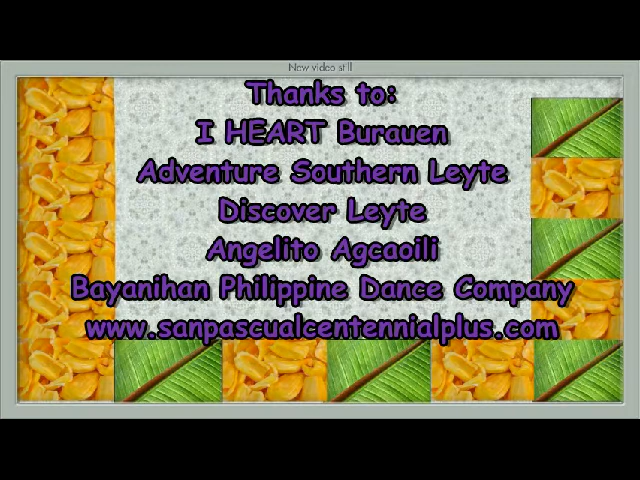 New video still
Thanks to:
I HEART Burauen
Adventure Southern Leyte
Discover Leyte
Angelito Agcaoili
Bayanihan Philippine Dance Company
www.sanpascualcentennialplus.com